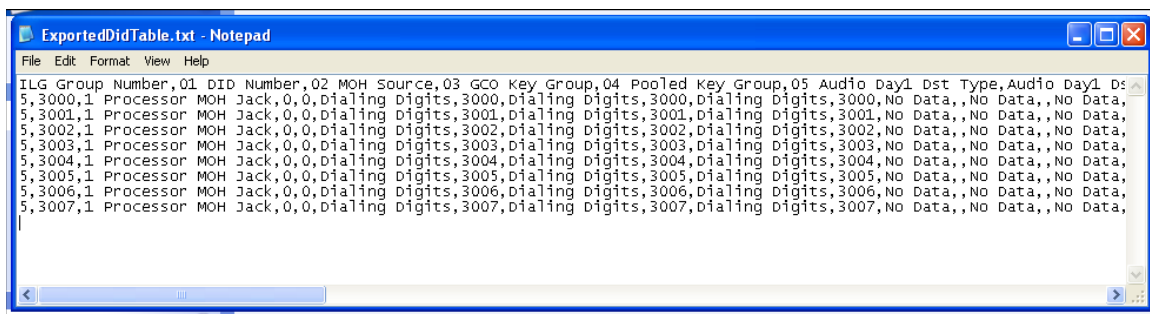 ExportedDidTable.txt - Notepad
File Edit Format View Help
ILG Group Number,01 DID Number,02 MOH Source,03 GCO Key Group,04 Pooled Key Group,05 Audio Day1 Dst Type,Audio Day1 Ds
5,3000,1 Processor MOH Jack,0,0,Dialing Digits,3000,Dialing Digits,3000,Dialing Digits,3000,No Data,,No Data,,No Data,
5,3001,1 Processor MOH Jack,0,0,Dialing Digits,3001,Dialing Digits,3001,Dialing Digits,3001,No Data,,No Data,,No Data,
5,3002,1 Processor MOH Jack,0,0,Dialing Digits,3002,Dialing Digits,3002,Dialing Digits,3002,No Data,,No Data,,No Data,
5,3003,1 Processor MOH Jack,0,0,Dialing Digits,3003,Dialing Digits,3003,Dialing Digits,3003,No Data,,No Data,,No Data,
5,3004,1 Processor MOH Jack,0,0,Dialing Digits,3004,Dialing Digits,3004,Dialing Digits,3004,No Data,,No Data,,No Data,
5,3005,1 Processor MOH Jack,0,0,Dialing Digits,3005,Dialing Digits,3005,Dialing Digits,3005,No Data,,No Data,,No Data,
5,3006,1 Processor MOH Jack,0,0,Dialing Digits,3006,Dialing Digits,3006,Dialing Digits,3006,No Data,,No Data,,No Data,
5,3007,1 Processor MOH Jack,0,0,Dialing Digits,3007,Dialing Digits,3007,Dialing Digits,3007,No Data,,No Data,,No Data,